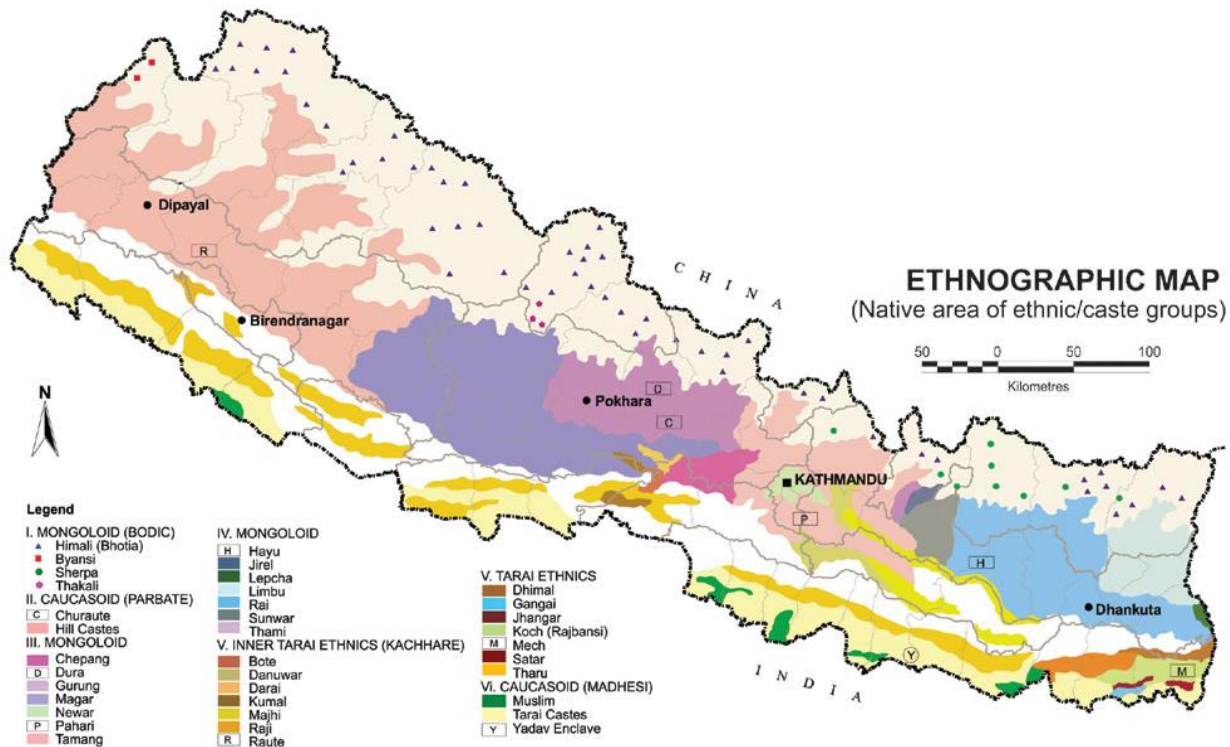 ETHNOGRAPHIC MAP
(Native area of ethnic/caste groups)
50 0 60 100
Kilometres
CHINA
R
Dipayal
Birendranagar
N
D
Pokhara
C
KATHMANDU
P
H
Dhankuta
Y
M
INDIA
Legend
I. MONGOLOID (BODIC)
Himali (Bhotia)
Byansi
Sherpa
Thakali
II. CAUCASOID (PARBATE)
C Churaute
Hill Castes
III. MONGOLOID
Chepang
D Dura
Gurung
Magar
Newar
P Pahari
Tamang
IV. MONGOLOID
H Hayu
Jirel
Lepcha
Limbu
Rai
Sunwar
Thami
V. INNER TARAI ETHNICS (KACHHARE)
Bote
Danuwar
Darai
Kumal
Majhi
Raji
R Raute
V. TARAI ETHNICS
Dhimal
Gangai
Jhangar
Koch (Rajbansi)
M Mech
Satar
Tharu
Vi. CAUCASOID (MADHESI)
Muslim
Tarai Castes
Y Yadav Enclave